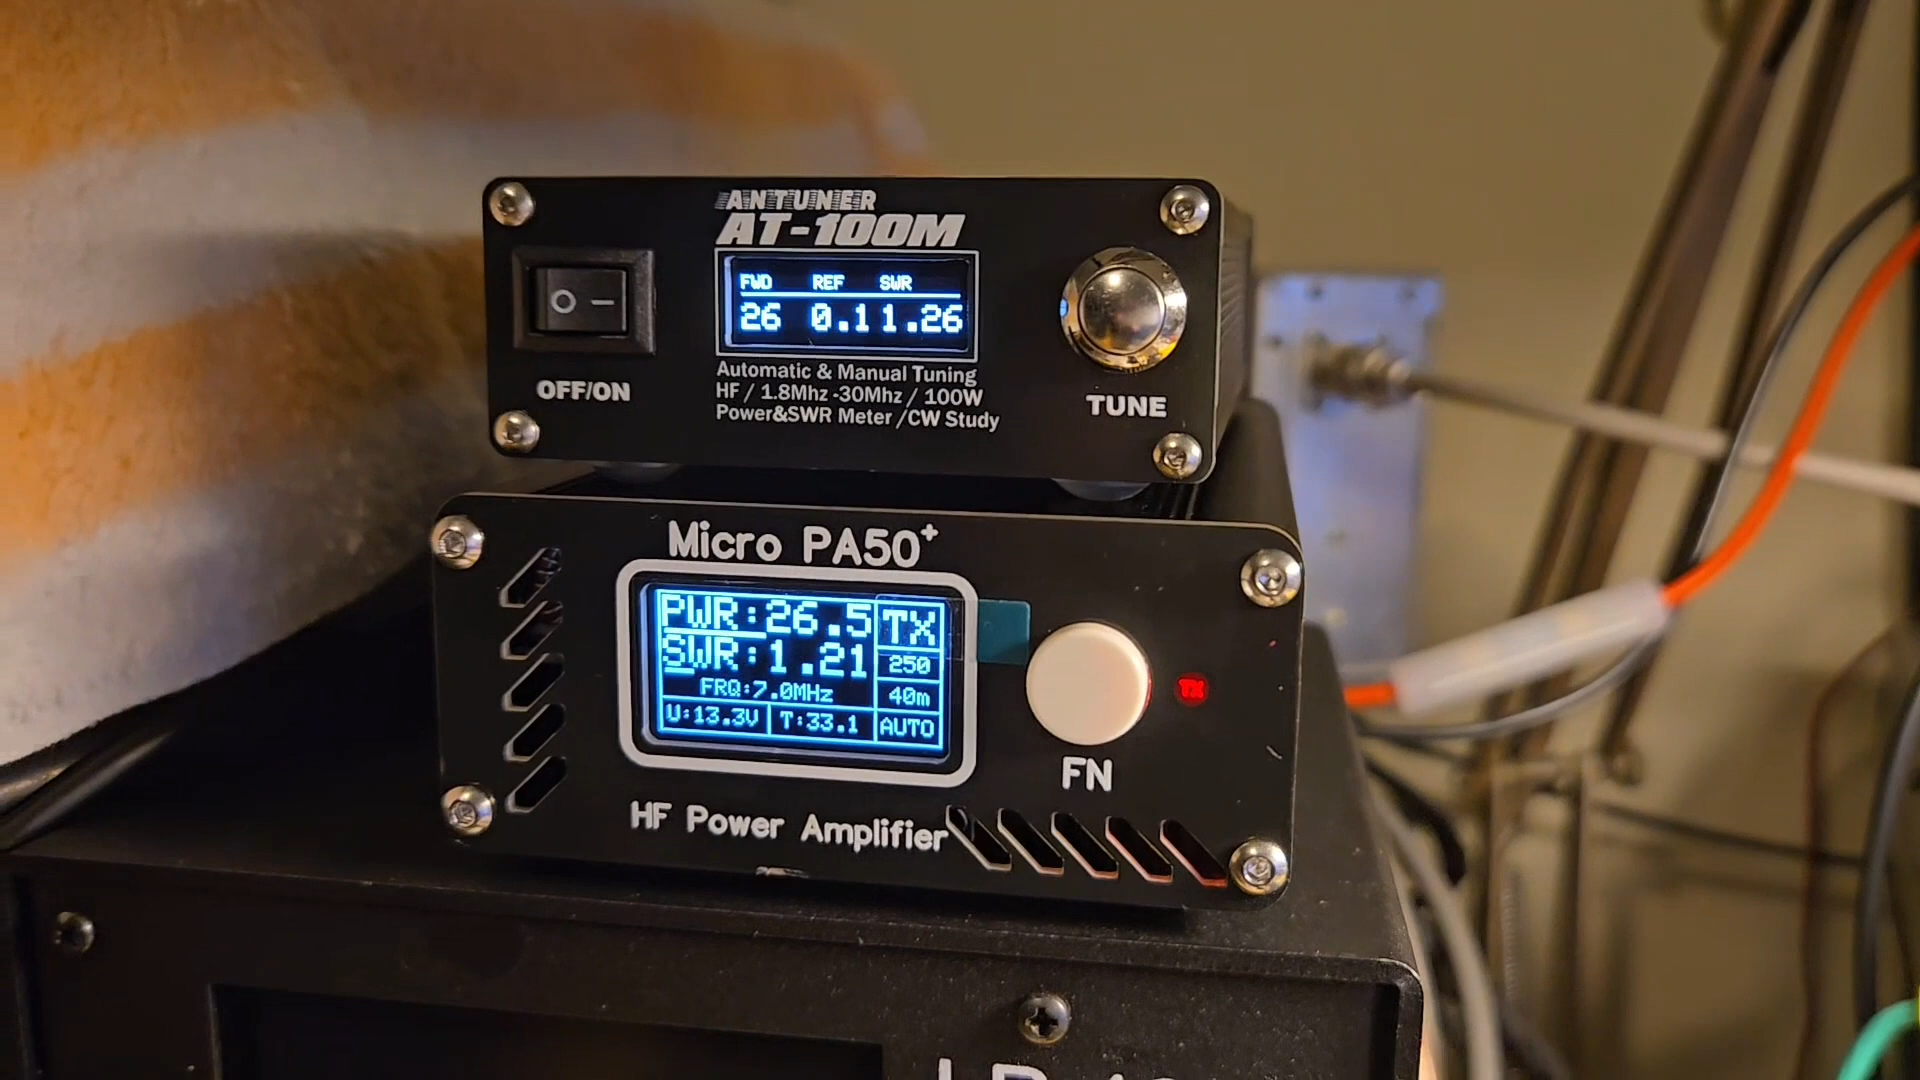 ANTUNER
AT-100M
FWD REF SWR
26 0.1 1.26
OFF/ON
Automatic & Manual Tuning
HF / 1.8Mhz -30Mhz / 100W
Power&SWR Meter /CW Study
TUNE
Micro PA50+
PWR:26.5 TX
SWR:1.21 250
FRQ:7.0MHz 40m
U:13.3V T:33.1 AUTO
TX
FN
HF Power Amplifier